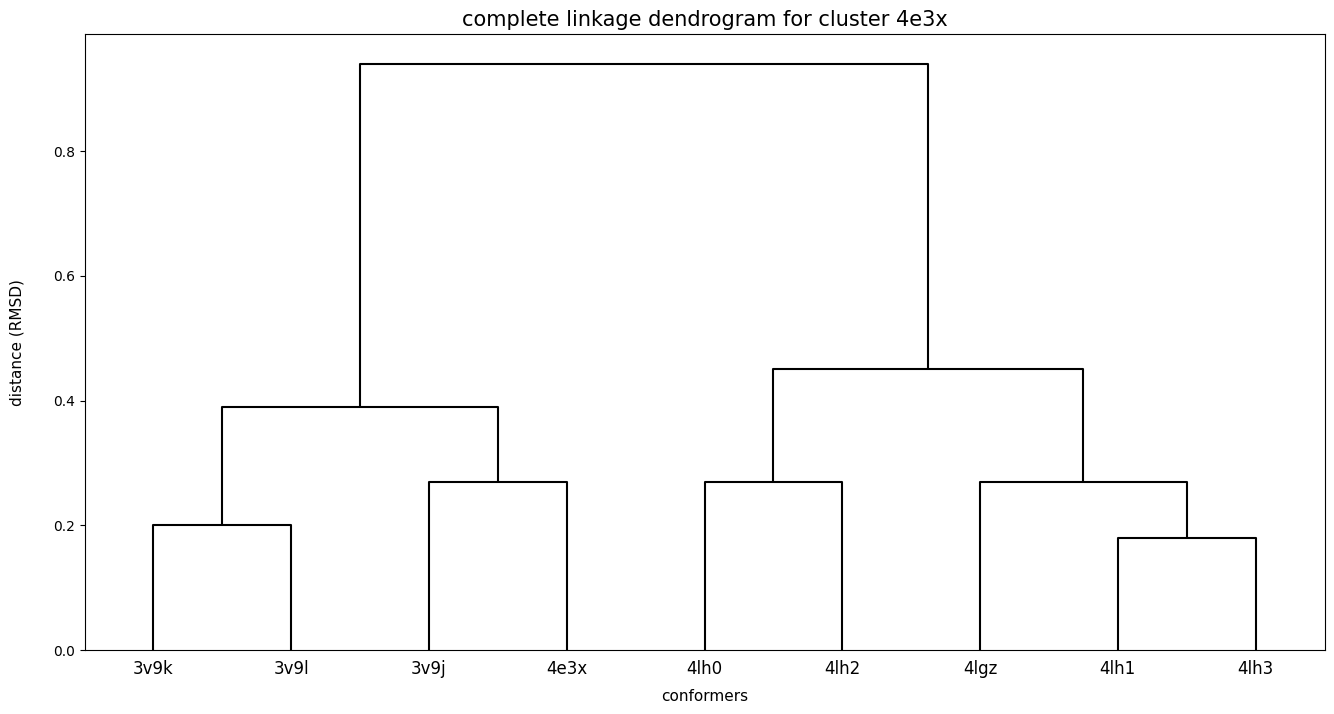 complete linkage dendrogram for cluster 4e3x
distance (RMSD)
0.8
0.6
0.4
0.2
0.0
3v9k 3v9l 3v9j 4e3x 4lh0 4lh2 4lgz 4lh1 4lh3
conformers